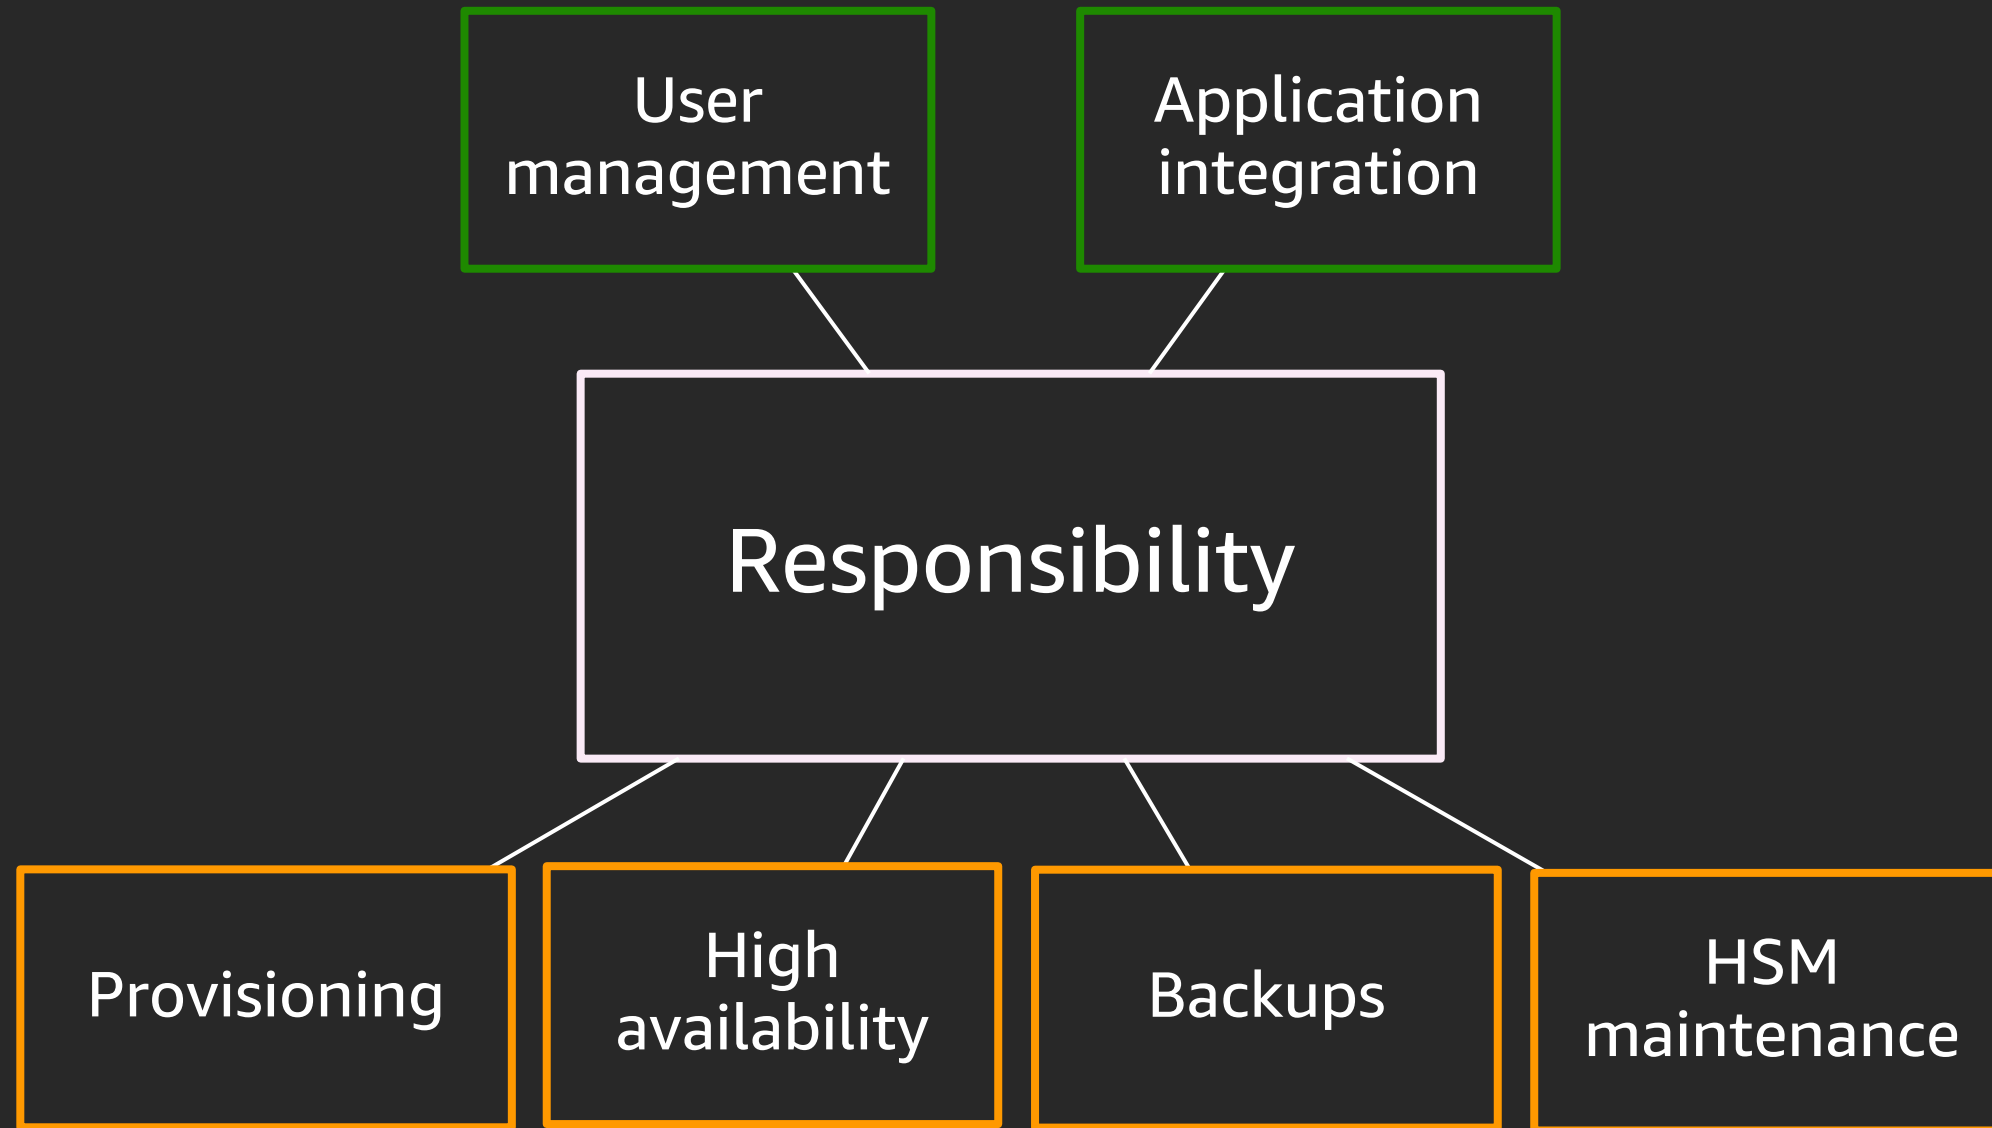 User
management
Application
integration
Responsibility
Provisioning
High
availability
Backups
HSM
maintenance